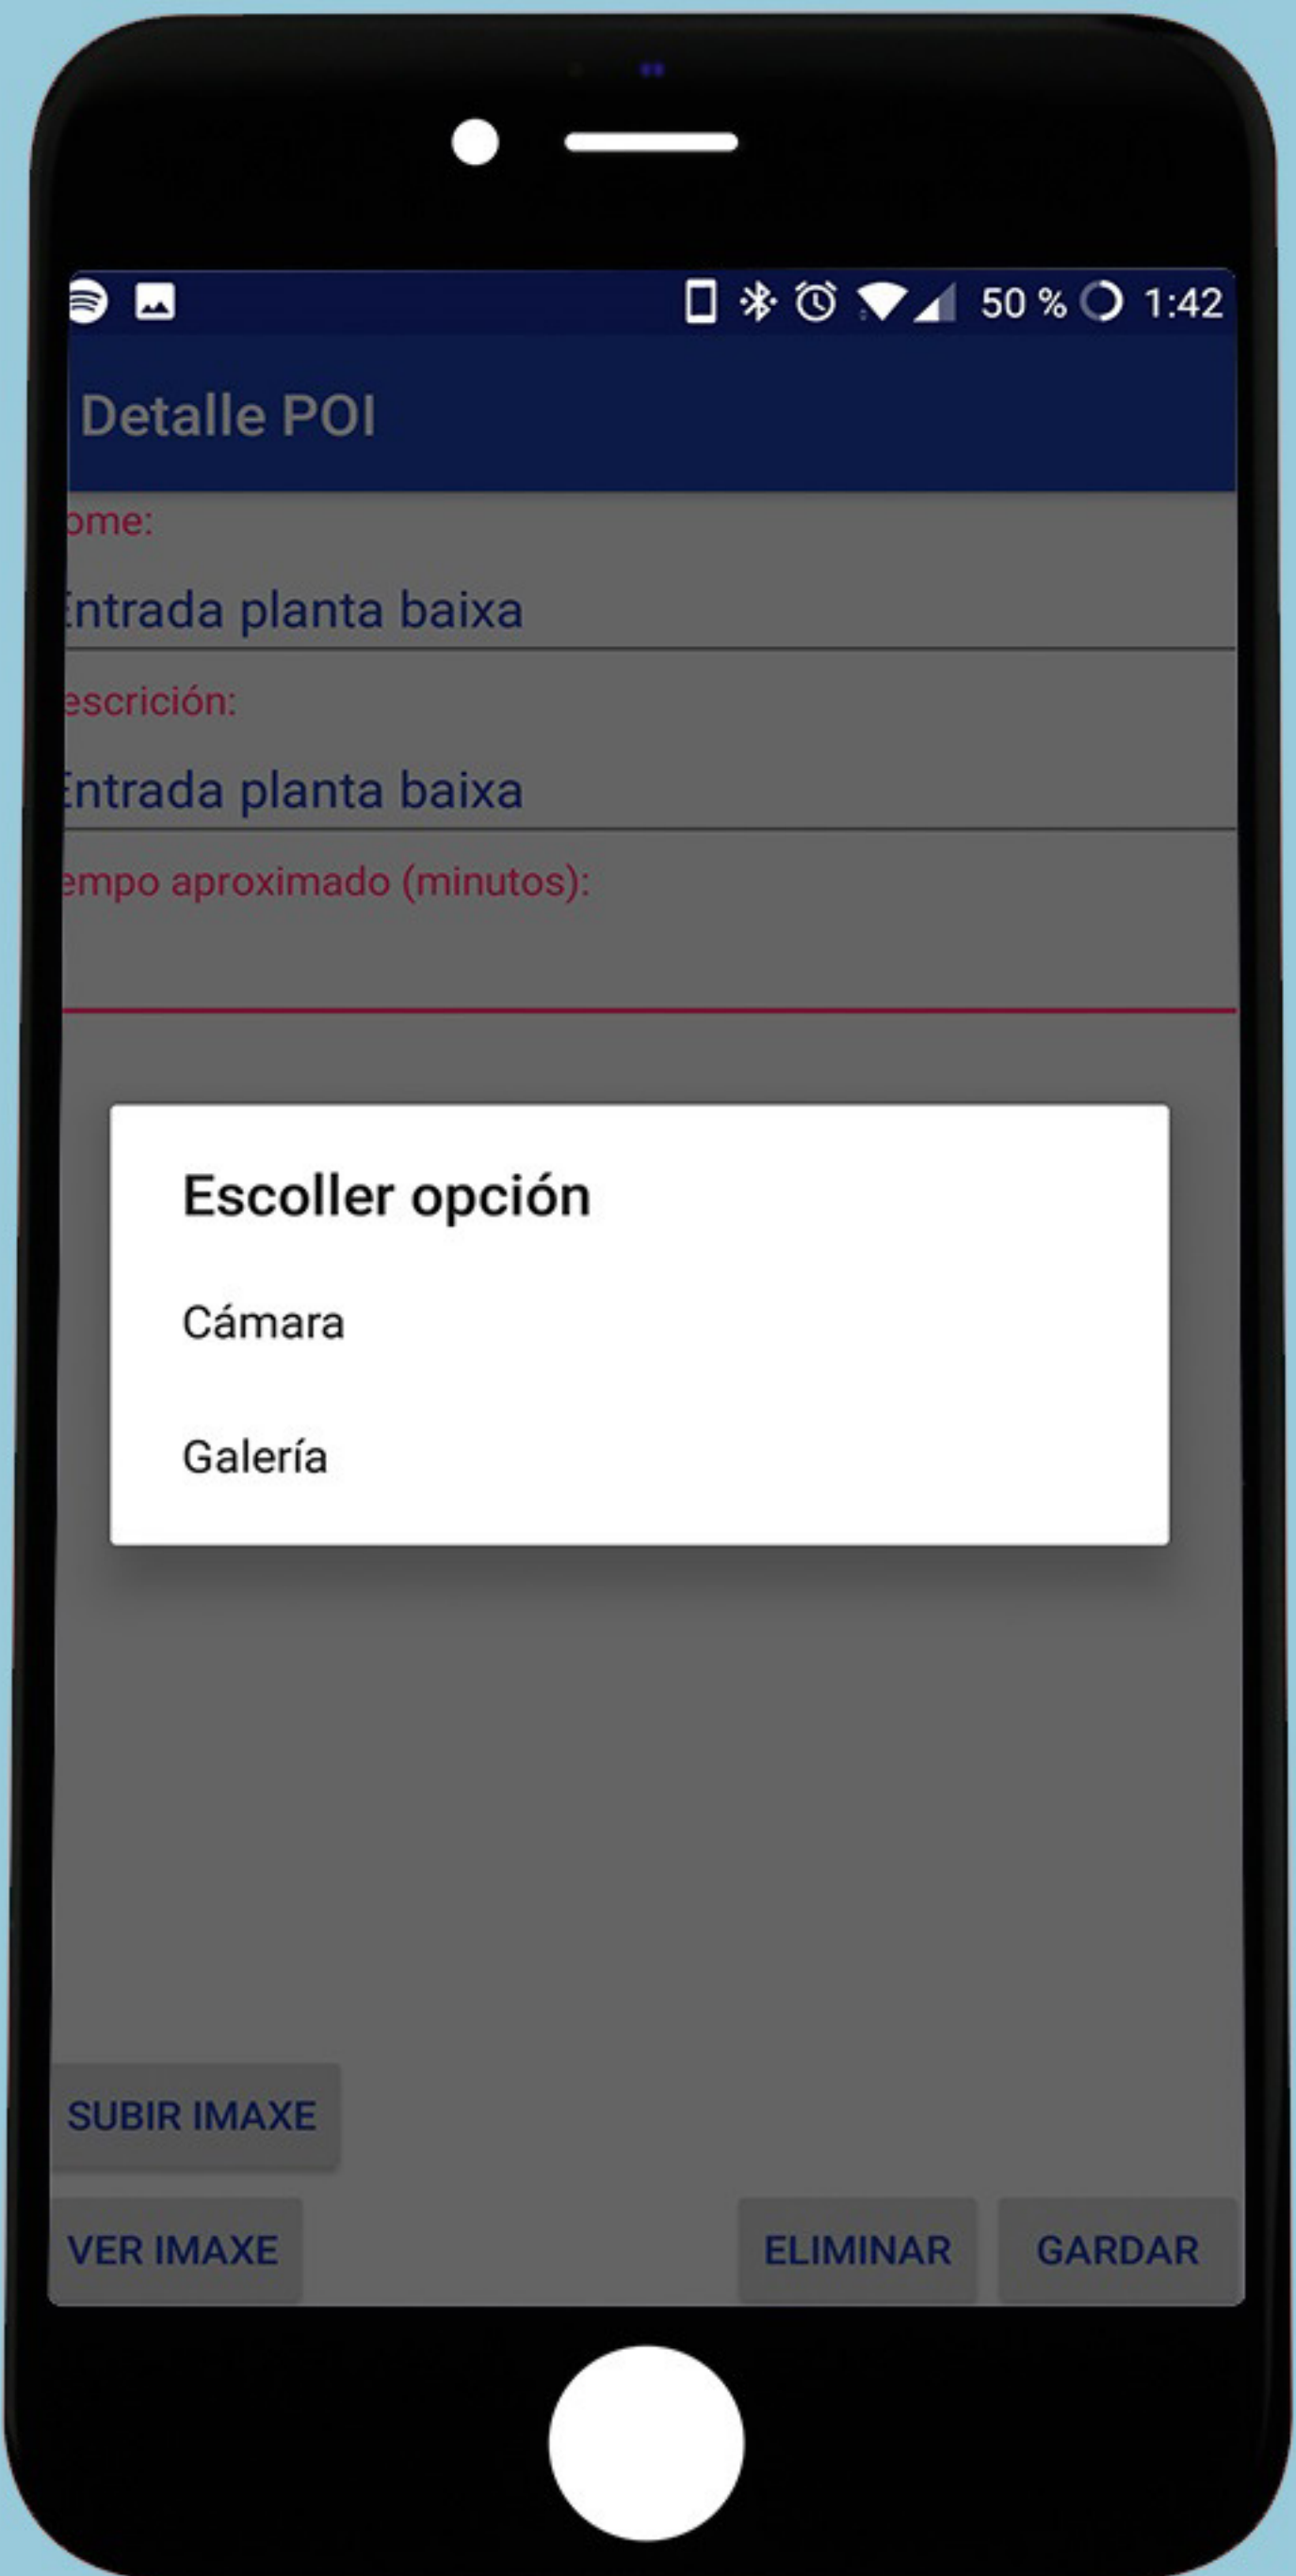 50 % 1:42
Detalle POI
ome:
Entrada planta baixa
escrición:
Entrada planta baixa
empo aproximado (minutos):
Escoller opción
Cámara
Galería
SUBIR IMAXE
VER IMAXE ELIMINAR GARDAR